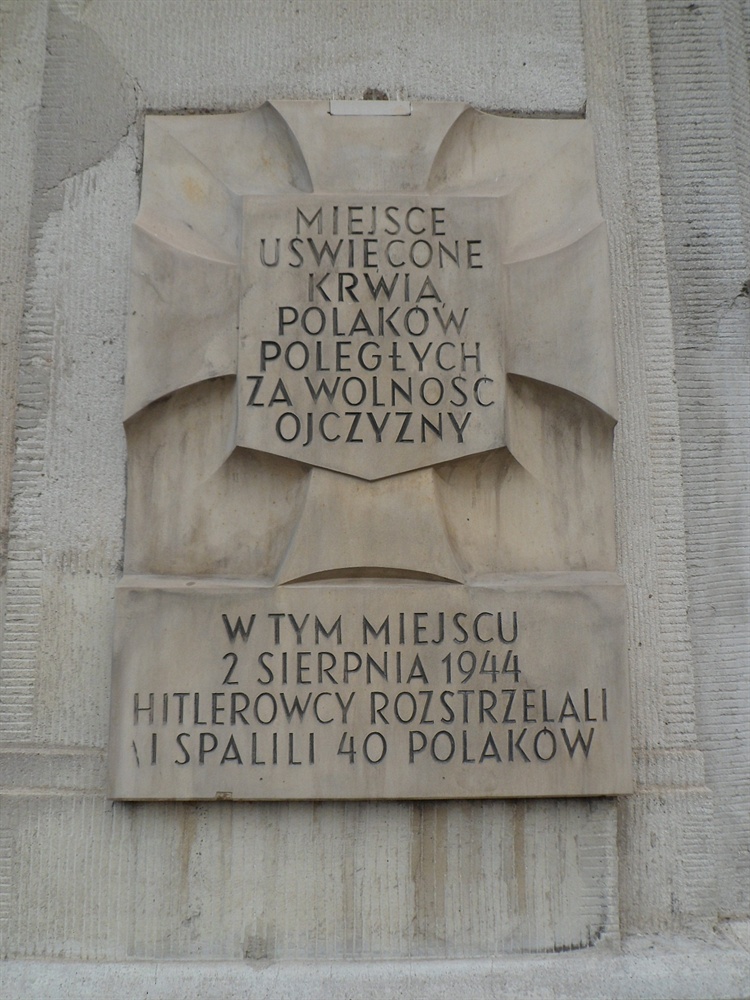 MIEJSCE
UŚWIĘCONE
KRWIĄ
POLAKÓW
POLEGŁYCH
ZA WOLNOŚĆ
OJCZYZNY
W TYM MIEJSCU
2 SIERPNIA 1944
HITLEROWCY ROZSTRZELALI
I SPALILI 40 POLAKÓW